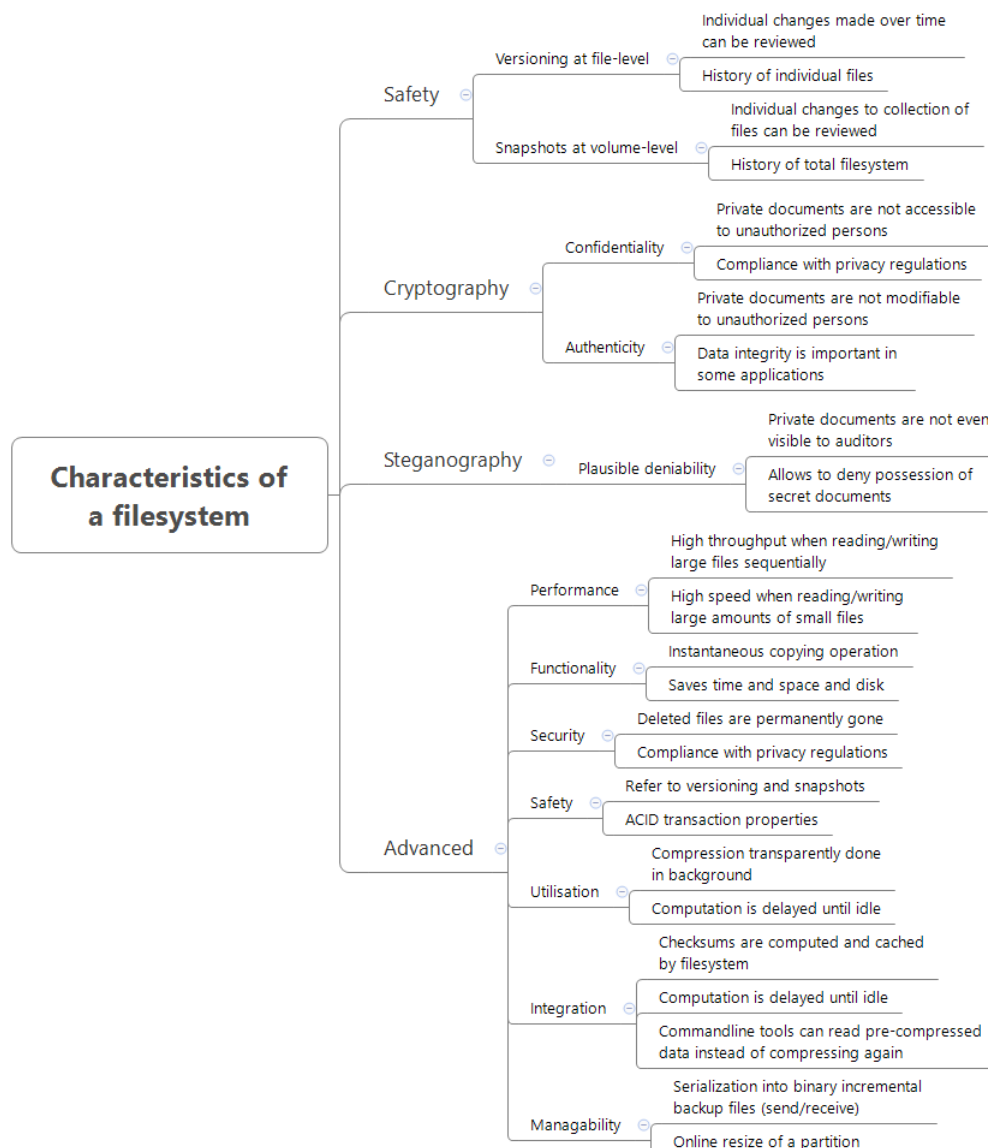 Characteristics of
a filesystem
Safety
Versioning at file-level
Individual changes made over time
can be reviewed
History of individual files
Snapshots at volume-level
Individual changes to collection of
files can be reviewed
History of total filesystem
Cryptography
Confidentiality
Private documents are not accessible
to unauthorized persons
Compliance with privacy regulations
Authenticity
Private documents are not modifiable
to unauthorized persons
Data integrity is important in
some applications
Steganography
Plausible deniability
Private documents are not even
visible to auditors
Allows to deny possession of
secret documents
Advanced
Performance
High throughput when reading/writing
large files sequentially
High speed when reading/writing
large amounts of small files
Functionality
Instantaneous copying operation
Saves time and space and disk
Security
Deleted files are permanently gone
Compliance with privacy regulations
Safety
Refer to versioning and snapshots
ACID transaction properties
Utilisation
Compression transparently done
in background
Computation is delayed until idle
Integration
Checksums are computed and cached
by filesystem
Computation is delayed until idle
Commandline tools can read pre-compressed
data instead of compressing again
Managability
Serialization into binary incremental
backup files (send/receive)
Online resize of a partition